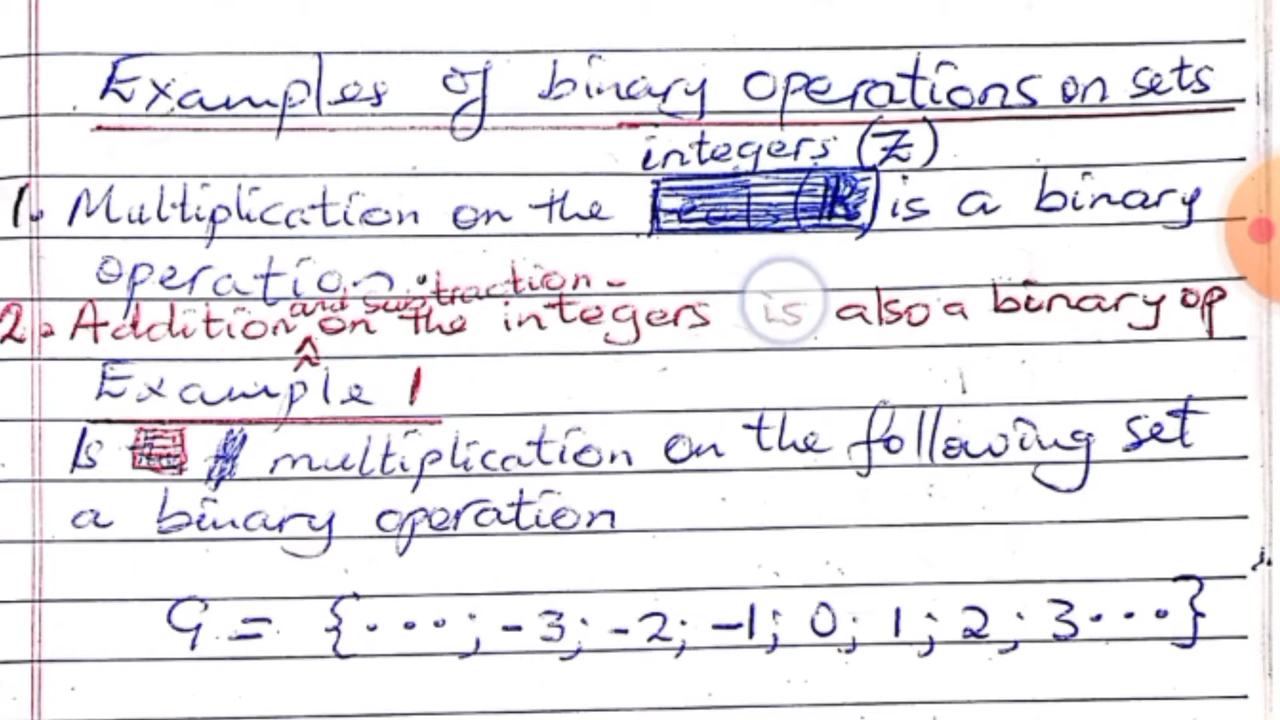 Examples of binary operations on sets
integers (Z)
1. Multiplication on the is a binary
operation.
and subtraction
2. Addition on the integers is also a binary op
Example 1
Is multiplication on the following set
a binary operation
G = {...; -3; -2; -1; 0; 1; 2; 3...}